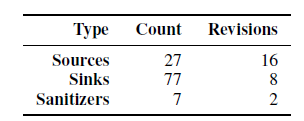 Type Count Revisions
Sources 27 16
Sinks 77 8
Sanitizers 7 2